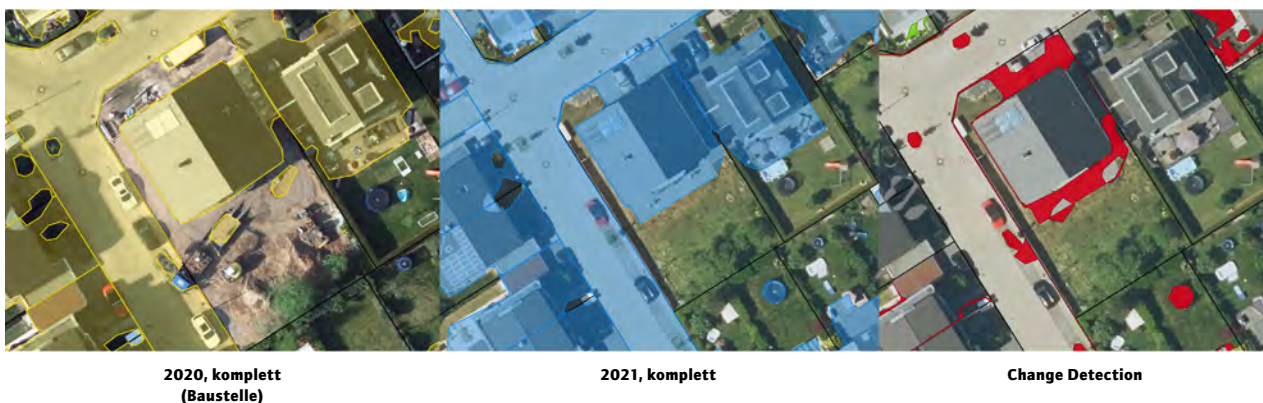 2020, komplett
(Baustelle)
2021, komplett
Change Detection